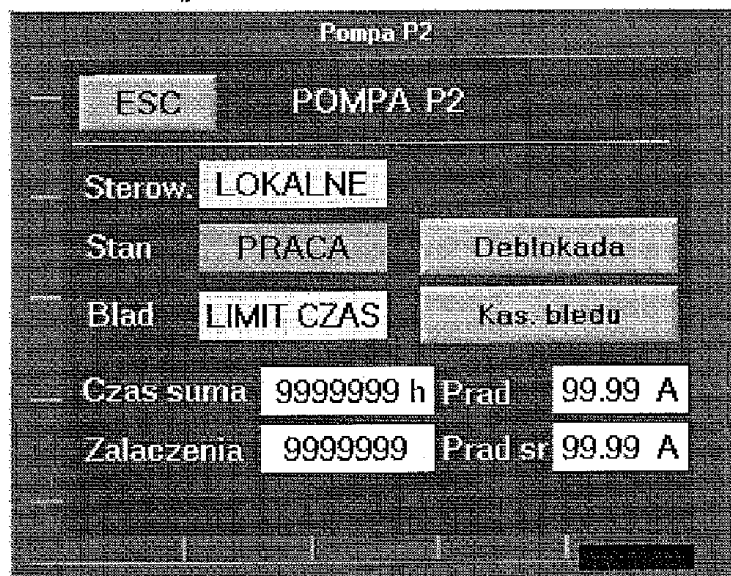 Pompa P2
ESC POMPA P2
Sterow. LOKALNE
Stan PRACA Deblokada
Blad LIMIT CZAS Kas. bledu
Czas suma 9999999 h Prad 99.99 A
Zalaczenia 9999999 Prad sr 99.99 A